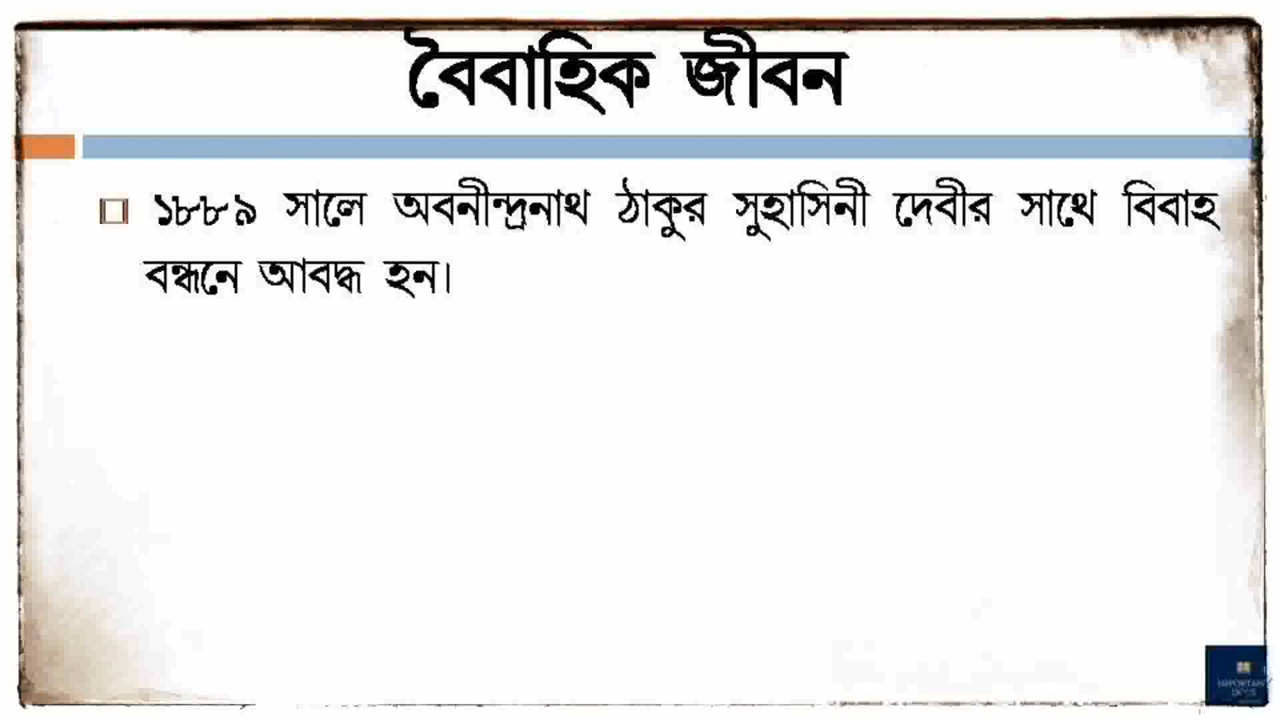 বৈবাহিক জীবন
১৮৮৯ সালে অবনীন্দ্রনাথ ঠাকুর সুহাসিনী দেবীর সাথে বিবাহ
বন্ধনে আবদ্ধ হন।